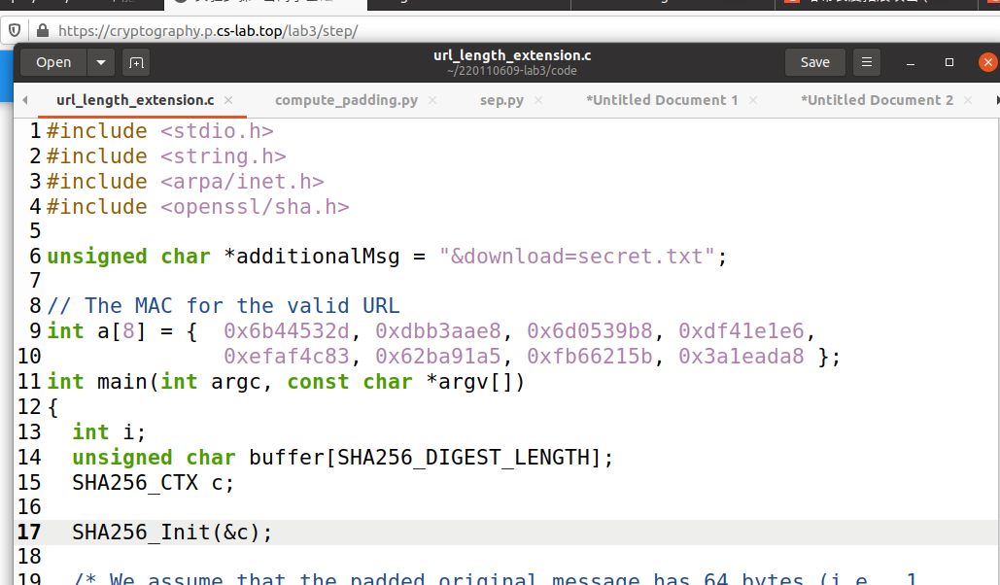 https://cryptography.p.cs-lab.top/lab3/step/
Open
url_length_extension.c
~/220110609-lab3/code
Save
url_length_extension.c × compute_padding.py × sep.py × *Untitled Document 1 × *Untitled Document 2 ×
1 #include <stdio.h>
2 #include <string.h>
3 #include <arpa/inet.h>
4 #include <openssl/sha.h>
5
6 unsigned char *additionalMsg = "&download=secret.txt";
7
8 // The MAC for the valid URL
9 int a[8] = {  0x6b44532d, 0xdbb3aae8, 0x6d0539b8, 0xdf41e1e6,
10               0xefaf4c83, 0x62ba91a5, 0xfb66215b, 0x3a1eada8 };
11 int main(int argc, const char *argv[])
12 {
13   int i;
14   unsigned char buffer[SHA256_DIGEST_LENGTH];
15   SHA256_CTX c;
16
17   SHA256_Init(&c);
18
19   /* We assume that the padded original message has 64 bytes (i.e., 1